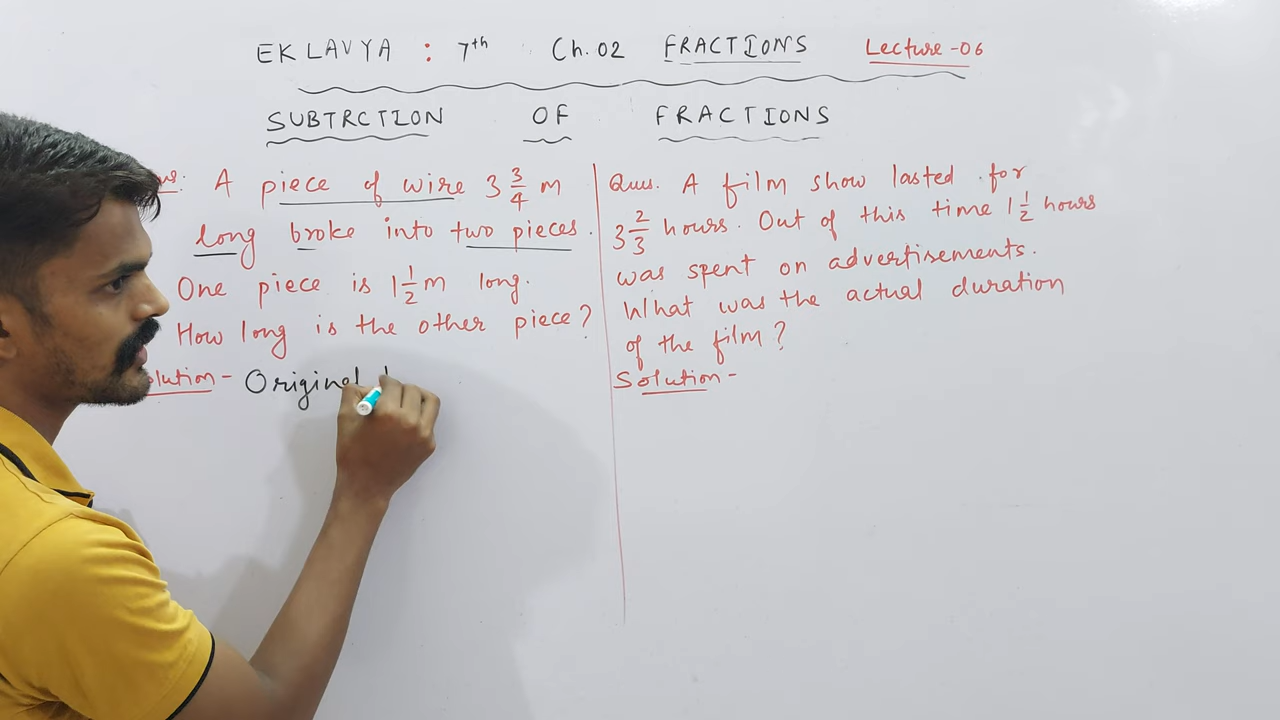 EKLAVYA : 7th Ch. 02 FRACTIONS Lecture - 06
SUBTRCTION OF FRACTIONS
A piece of wire 3 3/4 m
long broke into two pieces.
One piece is 1 1/2 m long.
How long is the other piece?
Solution - Original
Ques. A film show lasted for
3 2/3 hours. Out of this time 1 1/2 hours
was spent on advertisements.
What was the actual duration
of the film?
Solution -